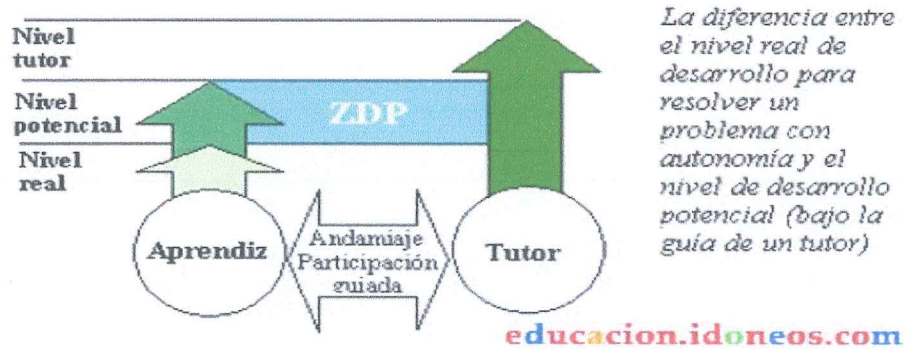 Nivel
tutor
Nivel
potencial
Nivel
real
ZDP
Aprendiz
Andamiaje
Participación
guiada
Tutor
La diferencia entre
el nivel real de
desarrollo para
resolver un
problema con
autonomía y el
nivel de desarrollo
potencial (bajo la
guía de un tutor)
educacion.idoneos.com